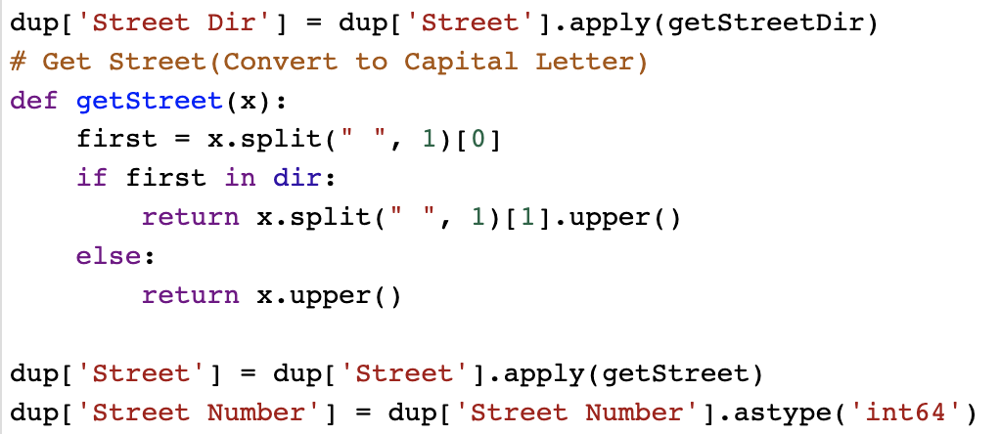 dup['Street Dir'] = dup['Street'].apply(getStreetDir)
# Get Street(Convert to Capital Letter)
def getStreet(x):
    first = x.split(" ", 1)[0]
    if first in dir:
        return x.split(" ", 1)[1].upper()
    else:
        return x.upper()

dup['Street'] = dup['Street'].apply(getStreet)
dup['Street Number'] = dup['Street Number'].astype('int64')